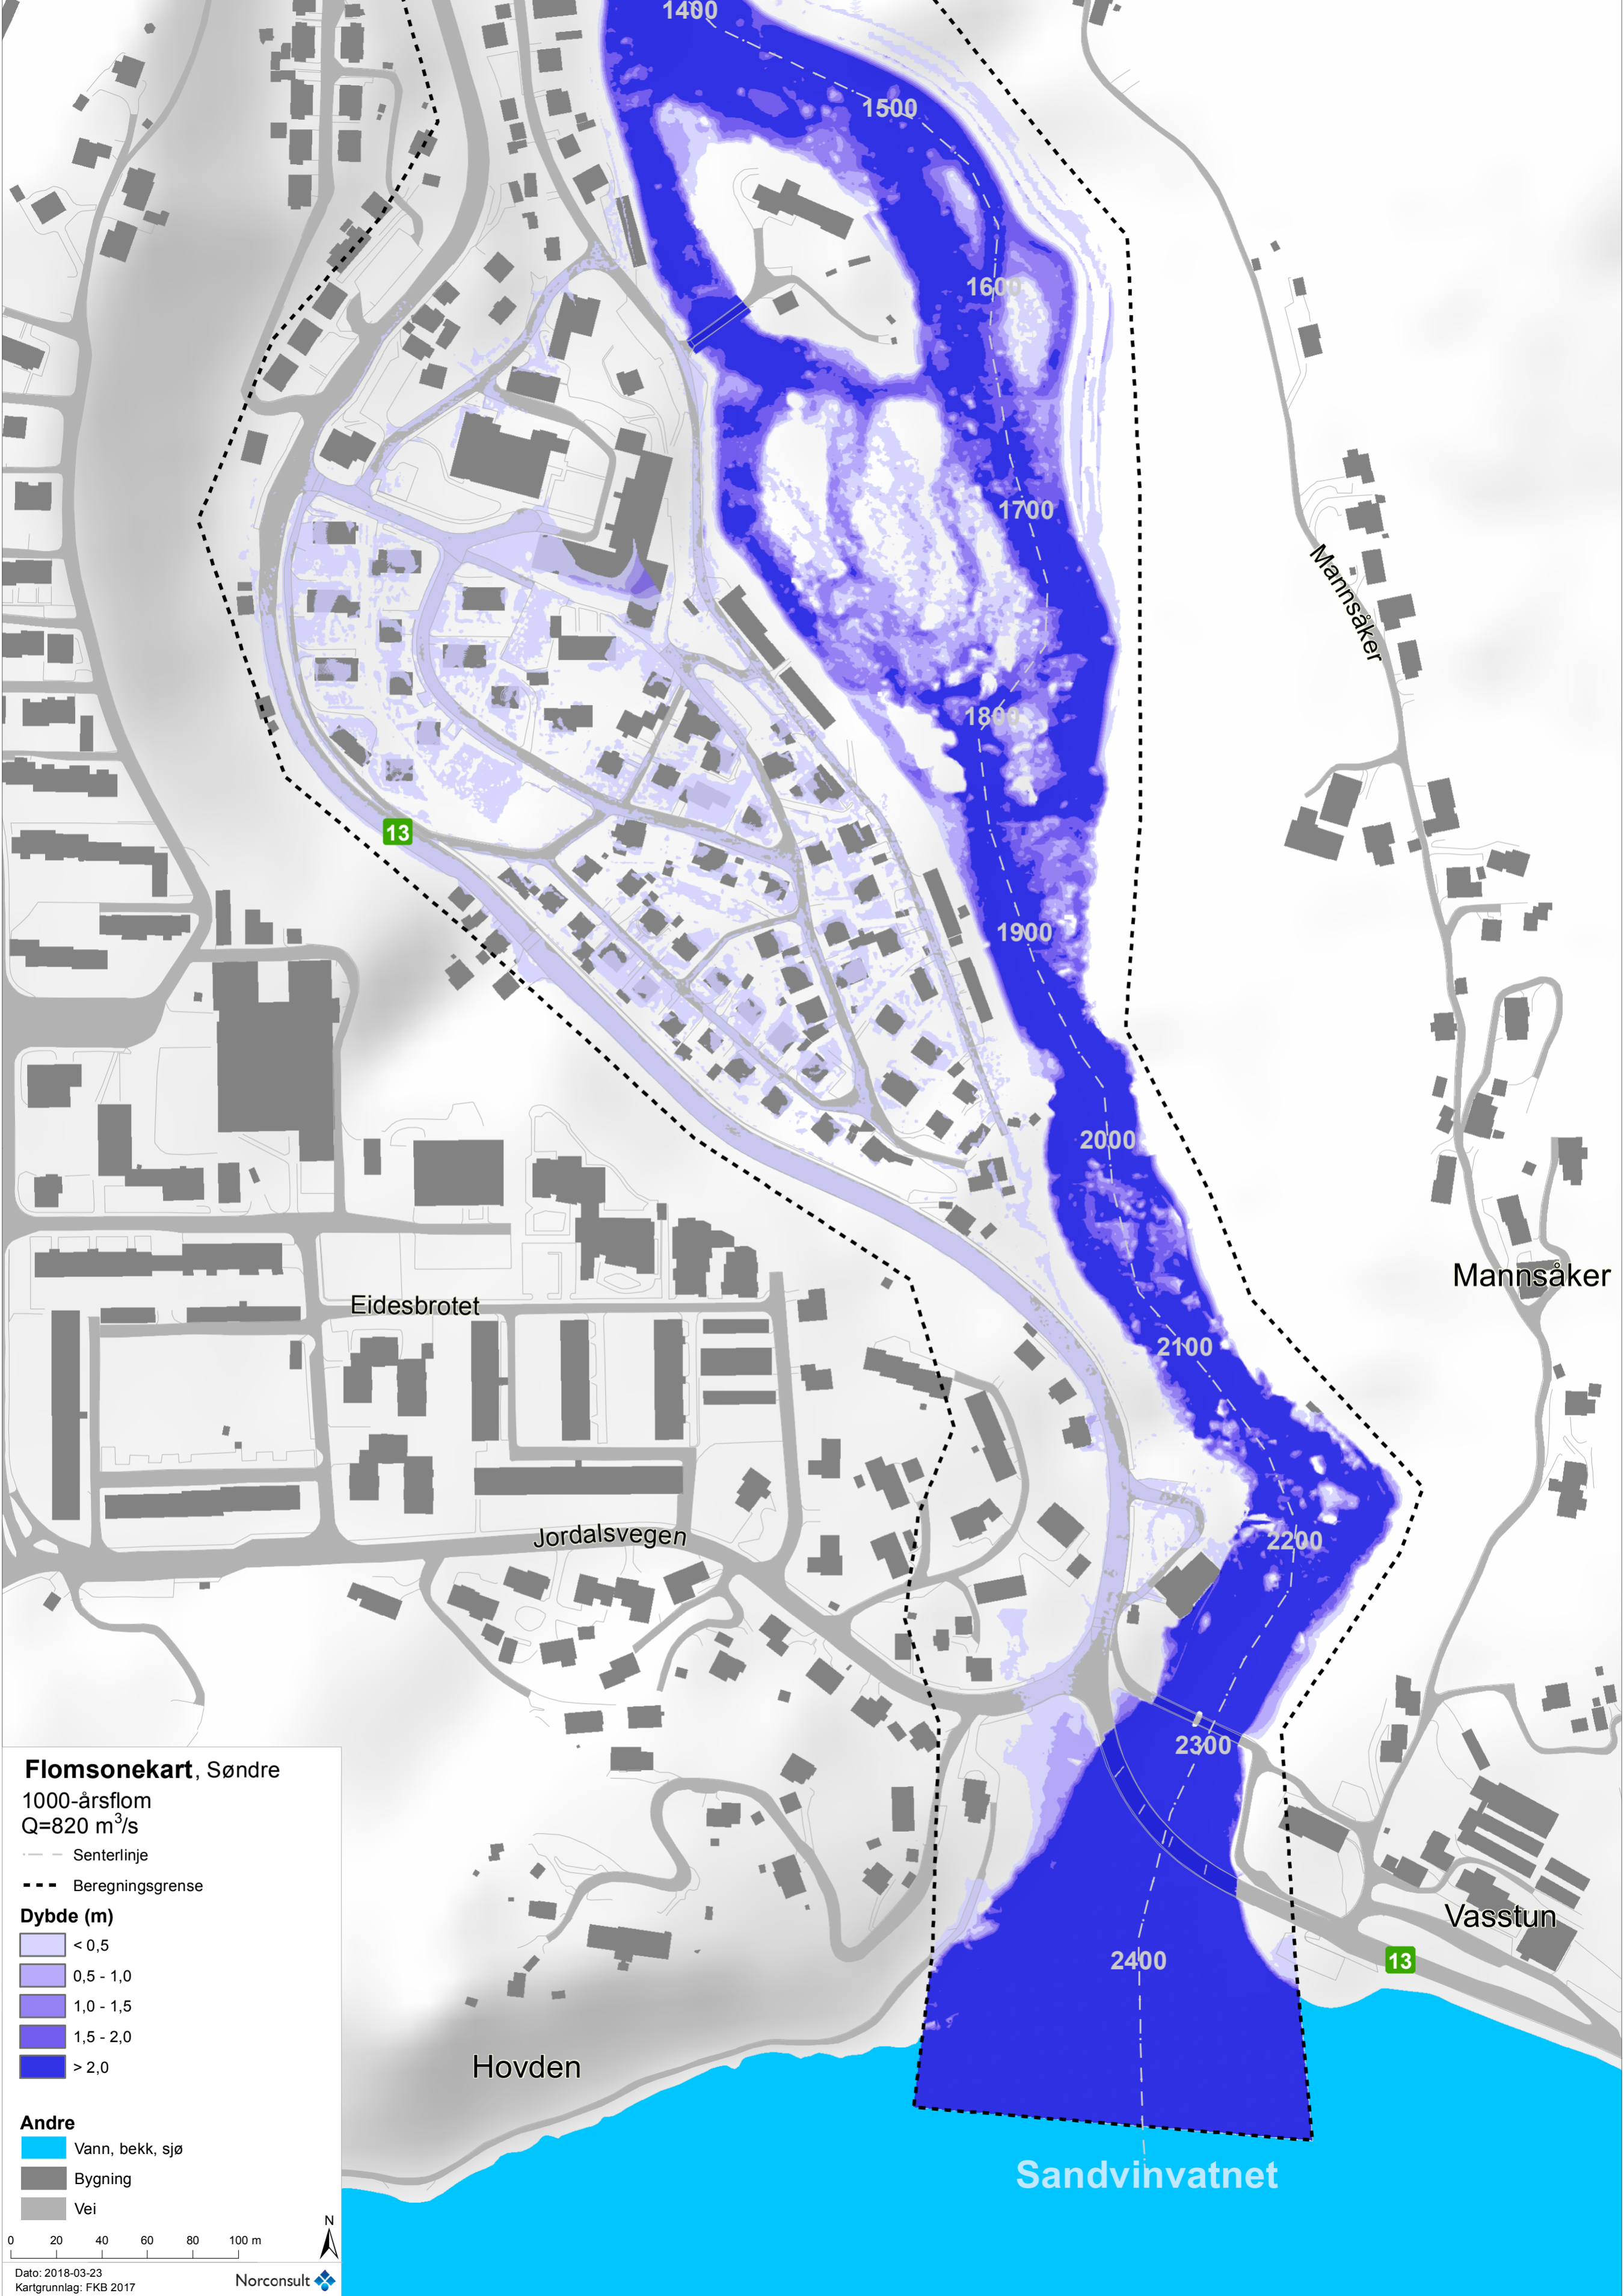 1400
1500
1600
1700
Mannsåker
1800
13
1900
2000
Mannsåker
Eidesbrotet
2100
Jordalsvegen
2200
2300
Vasstun
13
2400
Hovden
Sandvinvatnet
Flomsonekart, Søndre
1000-årsflom
Q=820 m³/s
Senterlinje
Beregningsgrense
Dybde (m)
< 0,5
0,5 - 1,0
1,0 - 1,5
1,5 - 2,0
> 2,0
Andre
Vann, bekk, sjø
Bygning
Vei
N
0 20 40 60 80 100 m
Dato: 2018-03-23
Kartgrunnlag: FKB 2017
Norconsult